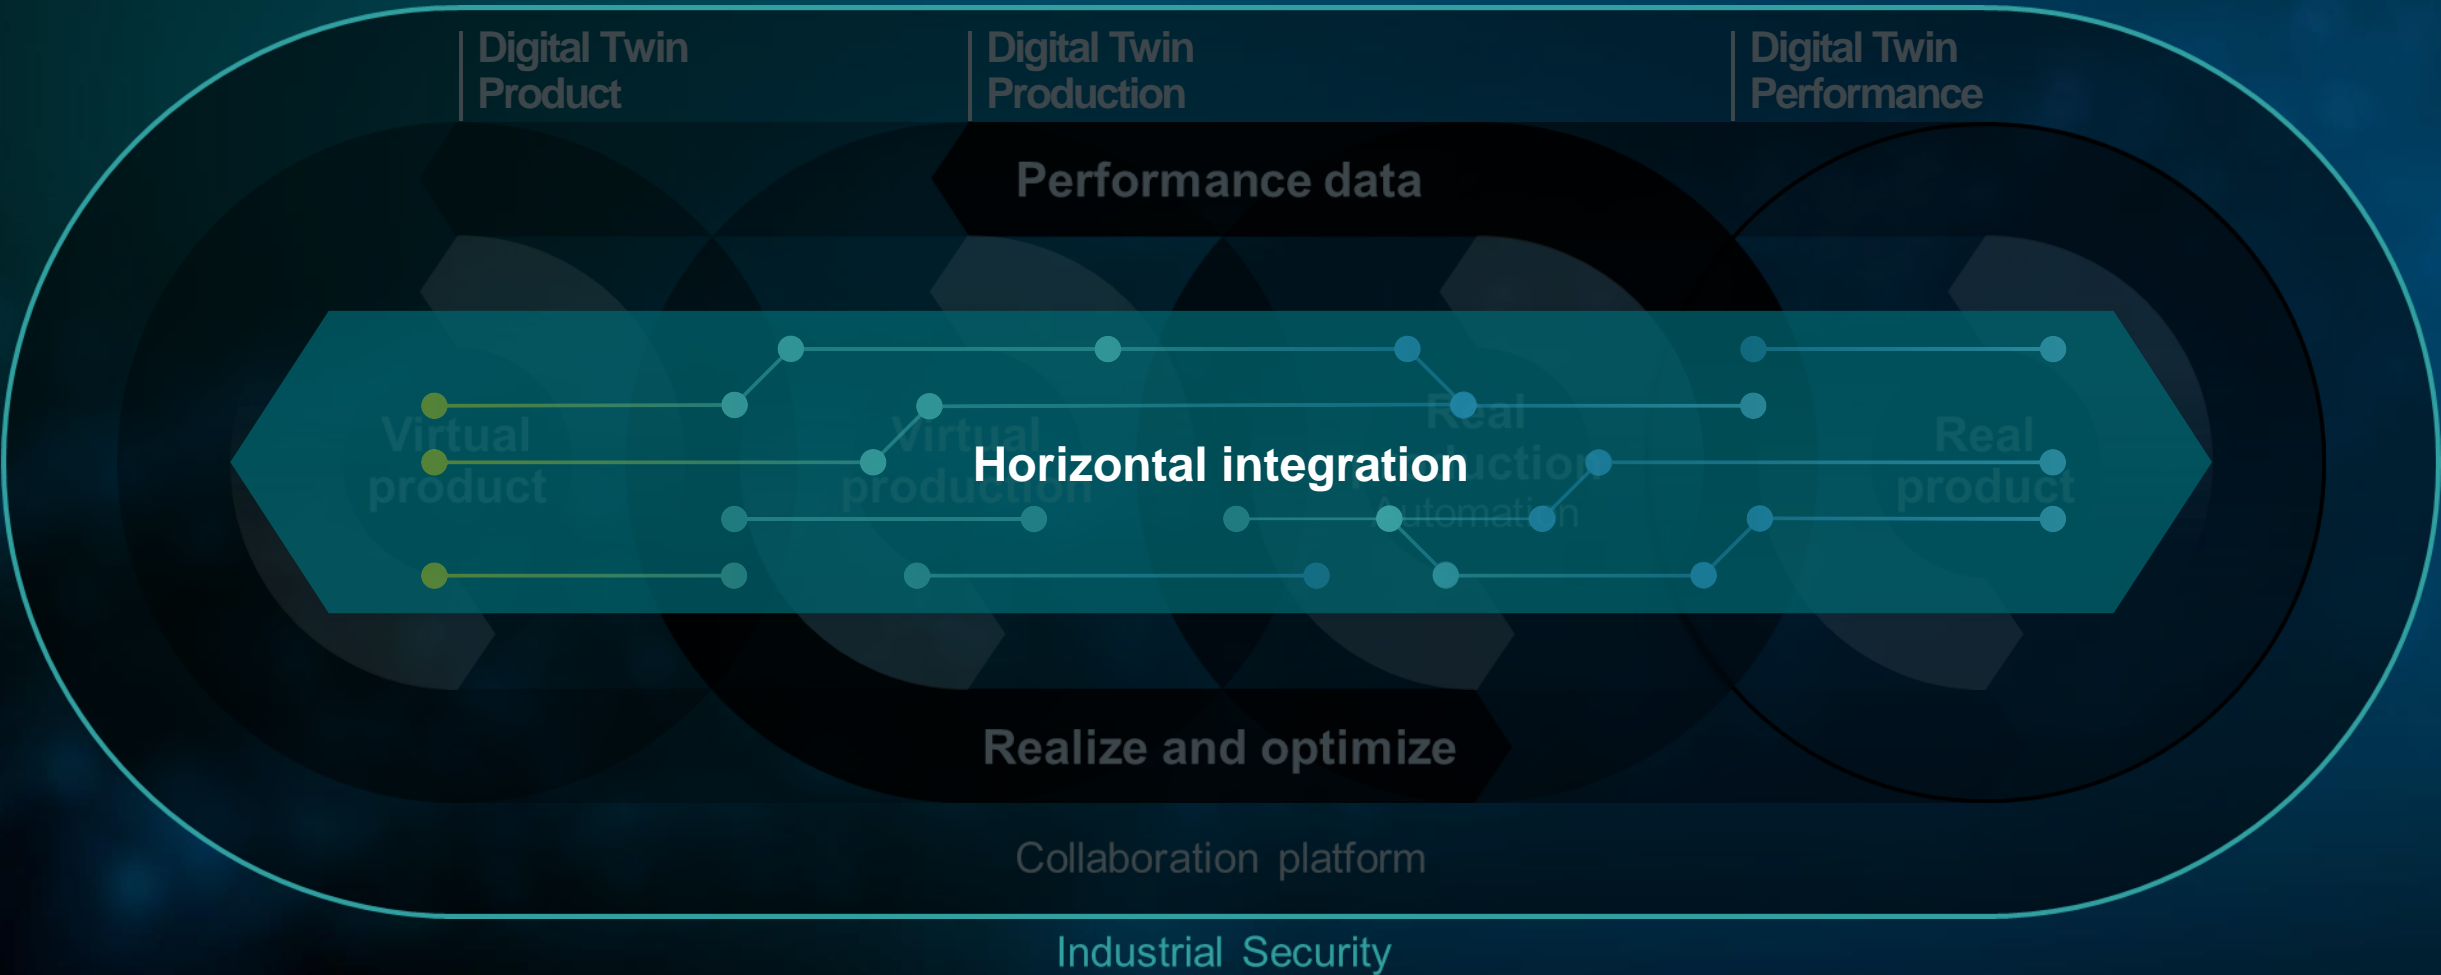 Digital Twin
Product
Digital Twin
Production
Digital Twin
Performance
Performance data
Virtual
product
Virtual
production
Real
Automation
Real
product
Horizontal integration
Realize and optimize
Collaboration platform
Industrial Security